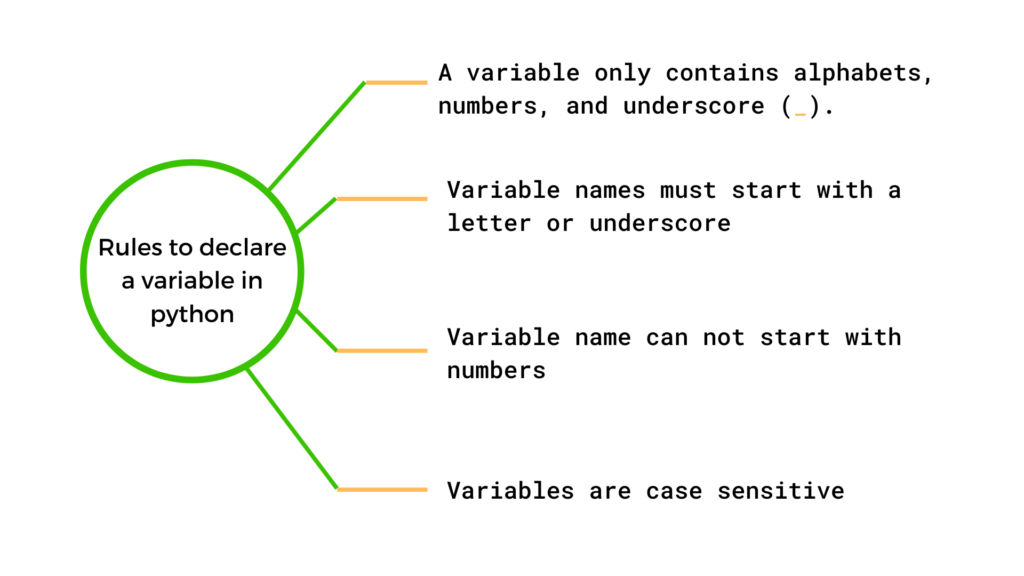 Rules to declare
a variable in
python
A variable only contains alphabets,
numbers, and underscore (_).
Variable names must start with a
letter or underscore
Variable name can not start with
numbers
Variables are case sensitive